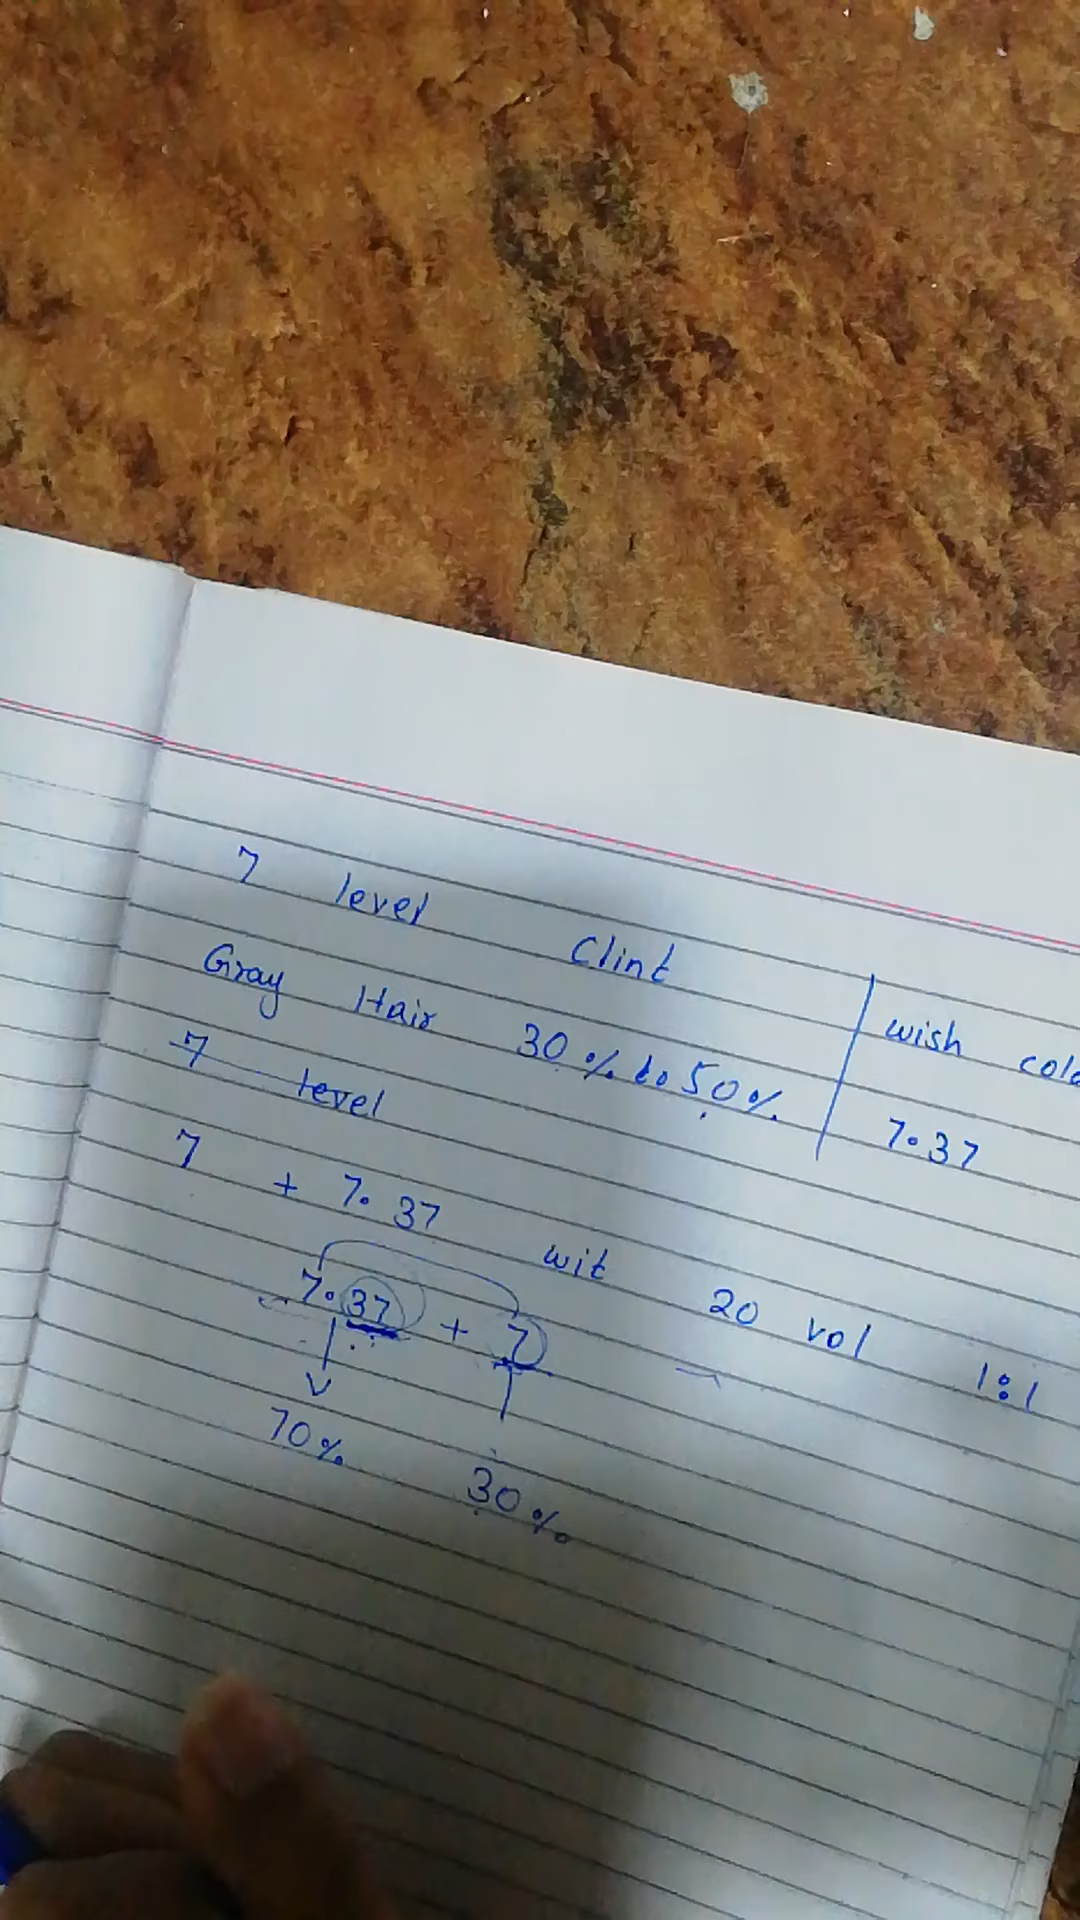 7 level Clint
Gray Hair 30% to 50%
wish colo
7.37
7 level
7 + 7.37 wit 20 vol 1:1
7.37 + 7
70% 30%